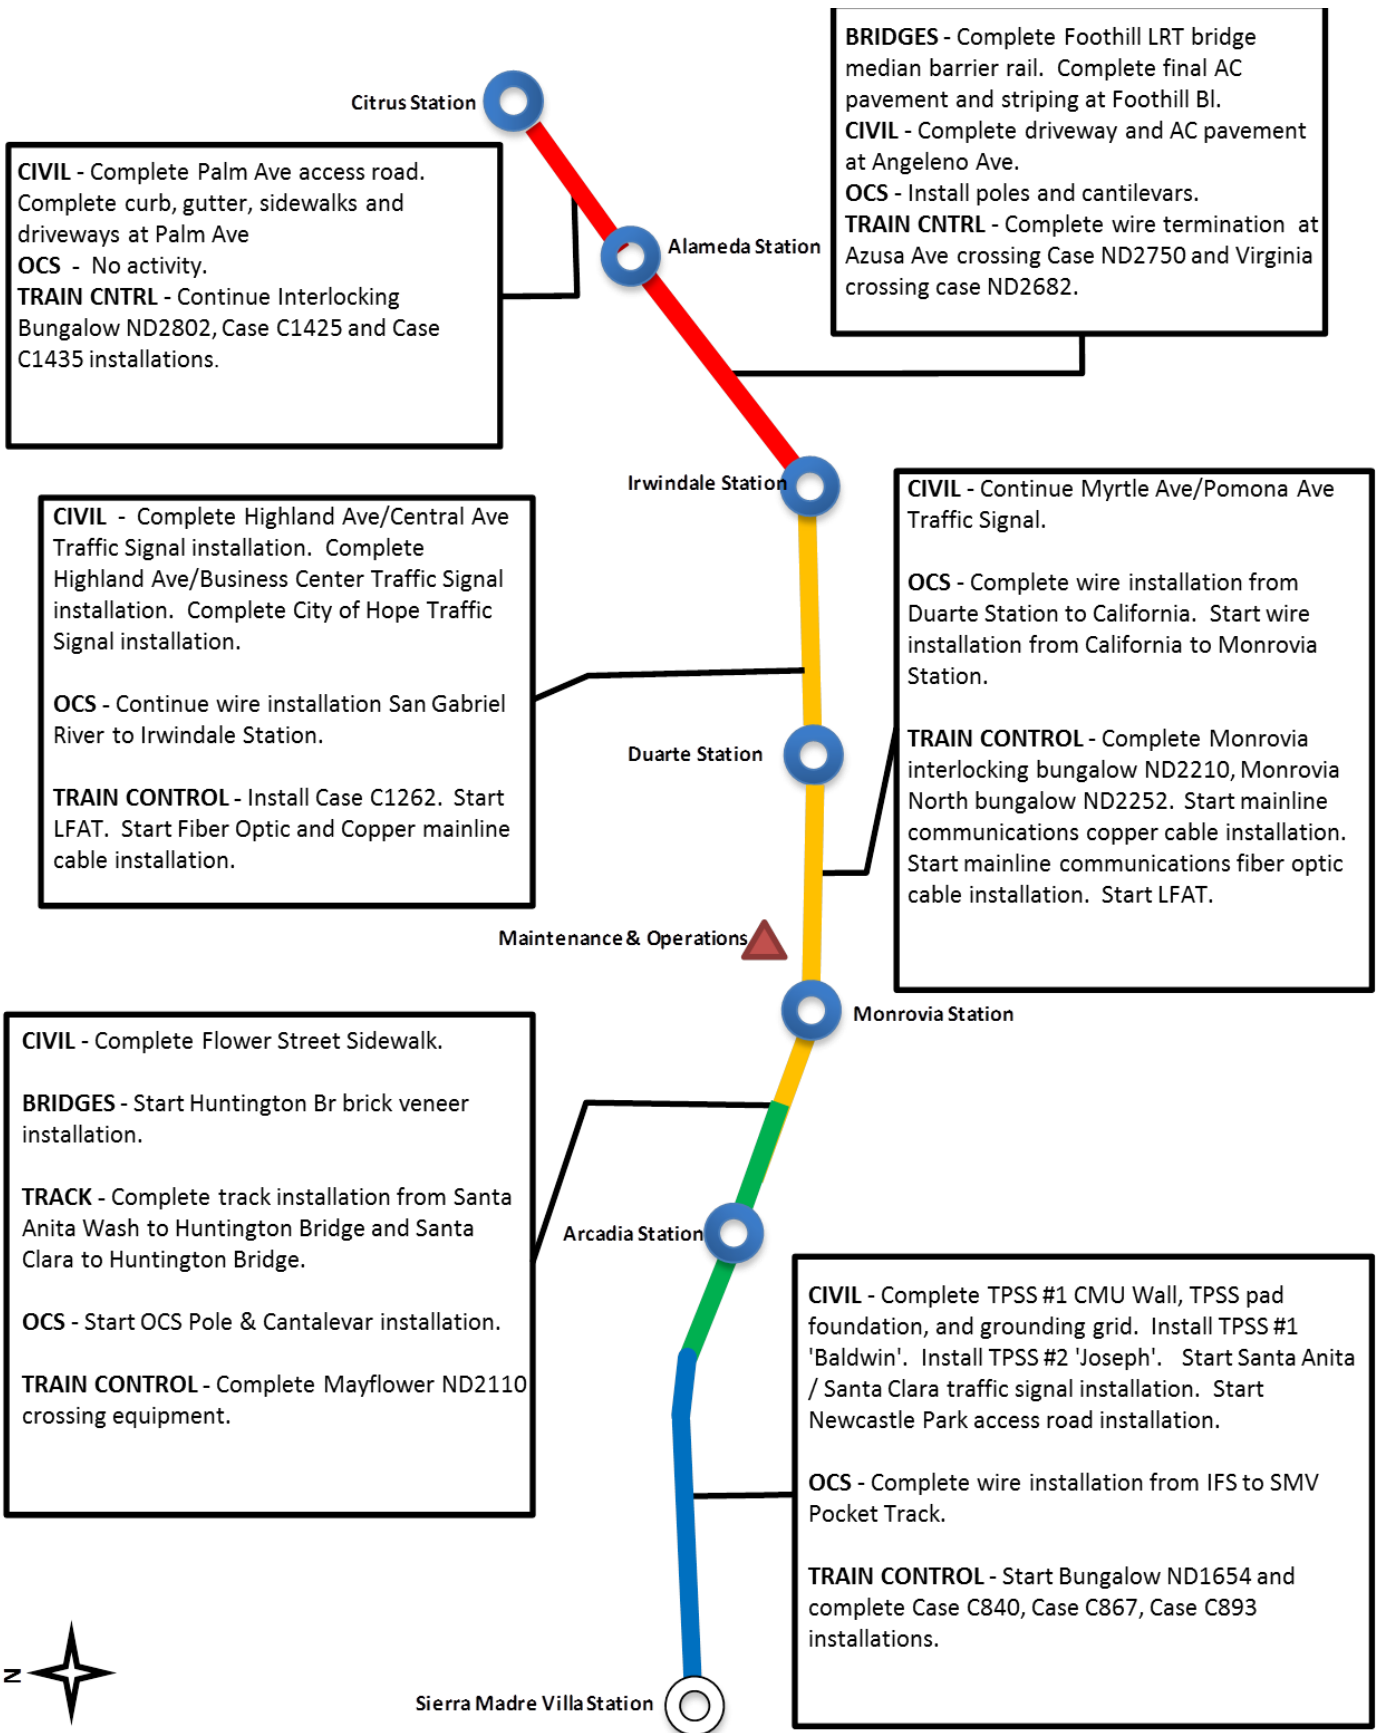 BRIDGES - Complete Foothill LRT bridge
median barrier rail.  Complete final AC
pavement and striping at Foothill Bl.
CIVIL - Complete driveway and AC pavement
at Angeleno Ave.
OCS - Install poles and cantilevars.
TRAIN CNTRL - Complete wire termination  at
Azusa Ave crossing Case ND2750 and Virginia
crossing case ND2682.
Citrus Station
CIVIL - Complete Palm Ave access road.
Complete curb, gutter, sidewalks and
driveways at Palm Ave
OCS  -  No activity.
TRAIN CNTRL - Continue Interlocking
Bungalow ND2802, Case C1425 and Case
C1435 installations.
Alameda Station
Irwindale Station
CIVIL - Continue Myrtle Ave/Pomona Ave
Traffic Signal.
OCS - Complete wire installation from
Duarte Station to California.  Start wire
installation from California to Monrovia
Station.
TRAIN CONTROL - Complete Monrovia
interlocking bungalow ND2210, Monrovia
North bungalow ND2252.  Start mainline
communications copper cable installation.
Start mainline communications fiber optic
cable installation.  Start LFAT.
CIVIL  -  Complete Highland Ave/Central Ave
Traffic Signal installation.  Complete
Highland Ave/Business Center Traffic Signal
installation.  Complete City of Hope Traffic
Signal installation.
OCS - Continue wire installation San Gabriel
River to Irwindale Station.
TRAIN CONTROL - Install Case C1262.  Start
LFAT.  Start Fiber Optic and Copper mainline
cable installation.
Duarte Station
Maintenance & Operations
Monrovia Station
CIVIL - Complete Flower Street Sidewalk.
BRIDGES - Start Huntington Br brick veneer
installation.
TRACK - Complete track installation from Santa
Anita Wash to Huntington Bridge and Santa
Clara to Huntington Bridge.
OCS - Start OCS Pole & Cantalevar installation.
TRAIN CONTROL - Complete Mayflower ND2110
crossing equipment.
Arcadia Station
CIVIL - Complete TPSS #1 CMU Wall, TPSS pad
foundation, and grounding grid.  Install TPSS #1
'Baldwin'.  Install TPSS #2 'Joseph'.   Start Santa Anita
/ Santa Clara traffic signal installation.  Start
Newcastle Park access road installation.
OCS - Complete wire installation from IFS to SMV
Pocket Track.
TRAIN CONTROL - Start Bungalow ND1654 and
complete Case C840, Case C867, Case C893
installations.
N
Sierra Madre Villa Station